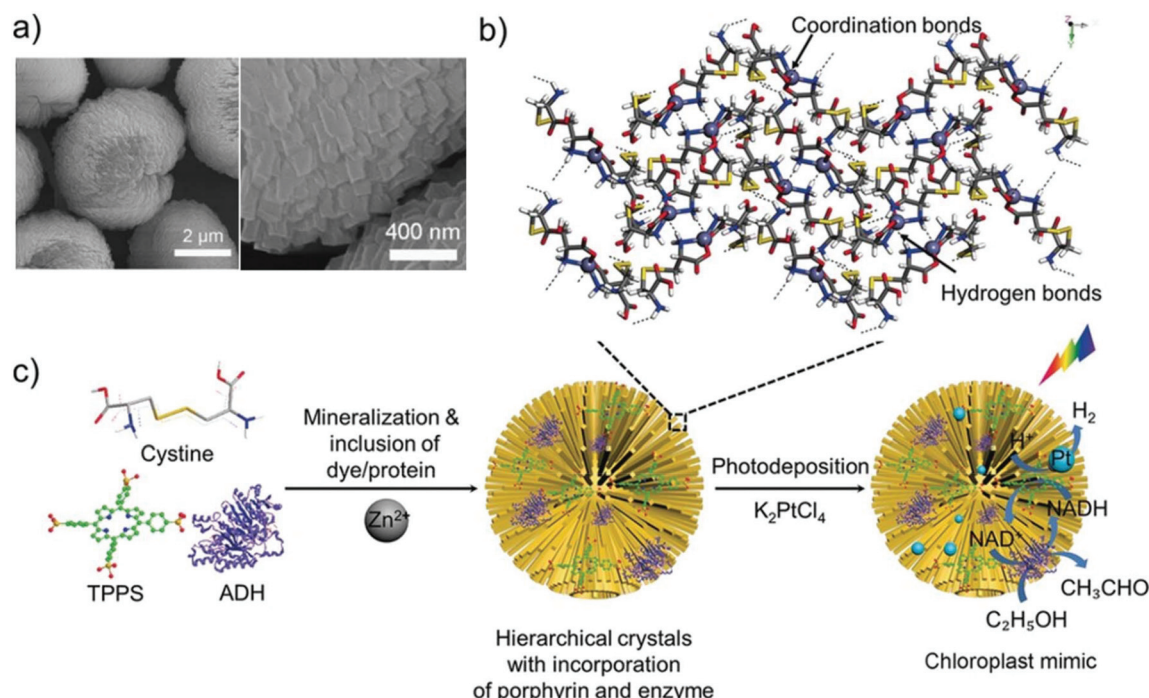 a)
2 μm
400 nm
b)
Coordination bonds
Hydrogen bonds
c)
Cystine
TPPS
ADH
Mineralization &
inclusion of
dye/protein
Zn²⁺
Hierarchical crystals
with incorporation
of porphyrin and enzyme
Photodeposition
K₂PtCl₄
H₂
H⁺
Pt
NADH
NAD⁺
CH₃CHO
C₂H₅OH
Chloroplast mimic